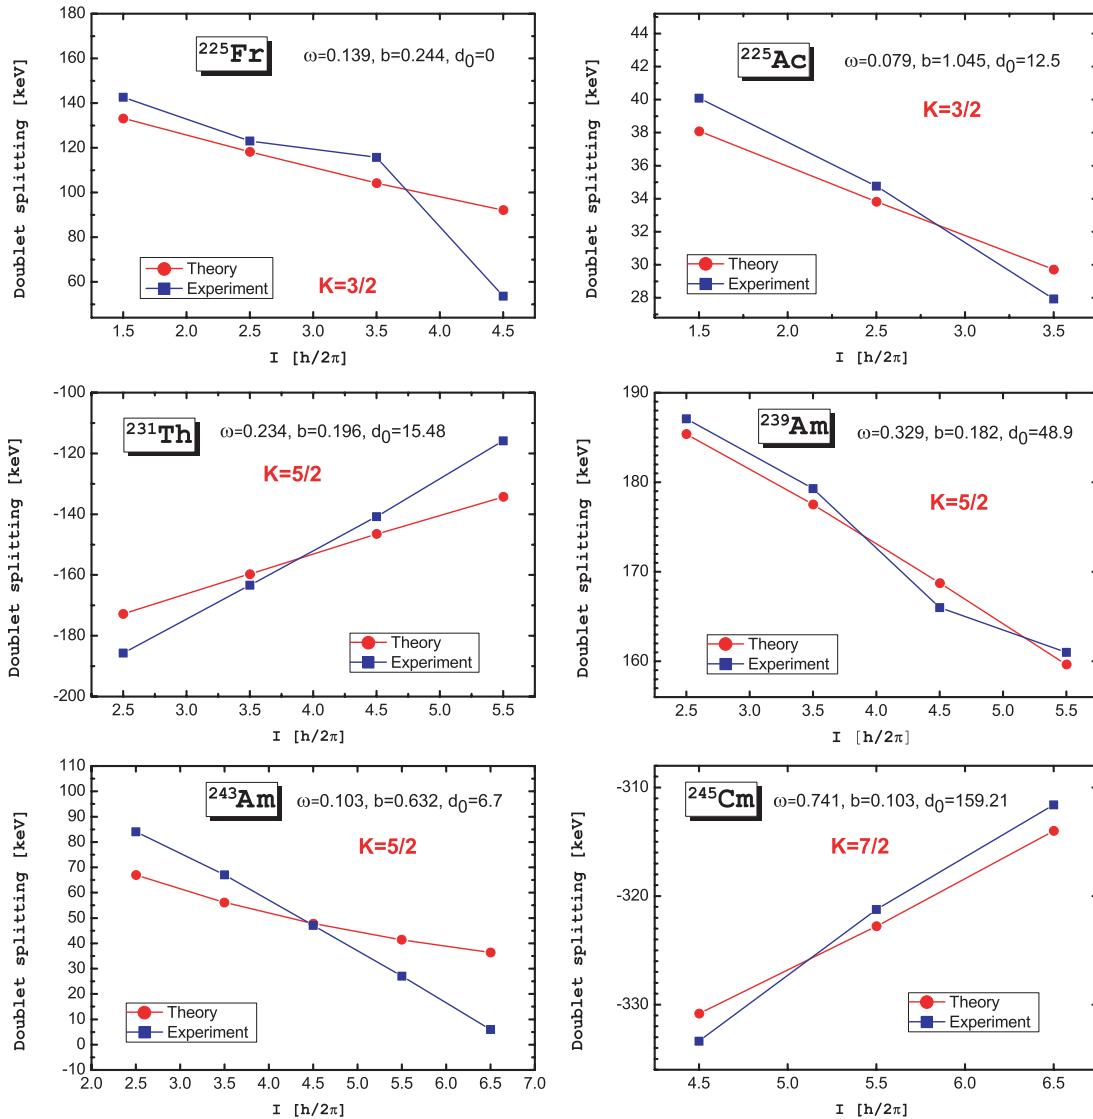 180
160
140
120
100
80
60
1.5 2.0 2.5 3.0 3.5 4.0 4.5
Doublet splitting [keV]
I [h/2π]
²²⁵Fr
ω=0.139, b=0.244, d₀=0
K=3/2
Theory
Experiment
44
42
40
38
36
34
32
30
28
1.5 2.0 2.5 3.0 3.5
Doublet splitting [keV]
I [h/2π]
²²⁵Ac
ω=0.079, b=1.045, d₀=12.5
K=3/2
Theory
Experiment
-100
-120
-140
-160
-180
-200
2.5 3.0 3.5 4.0 4.5 5.0 5.5
Doublet splitting [keV]
I [h/2π]
²³¹Th
ω=0.234, b=0.196, d₀=15.48
K=5/2
Theory
Experiment
190
180
170
160
2.5 3.0 3.5 4.0 4.5 5.0 5.5
Doublet splitting [keV]
I [h/2π]
²³⁹Am
ω=0.329, b=0.182, d₀=48.9
K=5/2
Theory
Experiment
110
100
90
80
70
60
50
40
30
20
10
0
-10
2.0 2.5 3.0 3.5 4.0 4.5 5.0 5.5 6.0 6.5 7.0
Doublet splitting [keV]
I [h/2π]
²⁴³Am
ω=0.103, b=0.632, d₀=6.7
K=5/2
Theory
Experiment
-310
-320
-330
4.5 5.0 5.5 6.0 6.5
Doublet splitting [keV]
I [h/2π]
²⁴⁵Cm
ω=0.741, b=0.103, d₀=159.21
K=7/2
Theory
Experiment